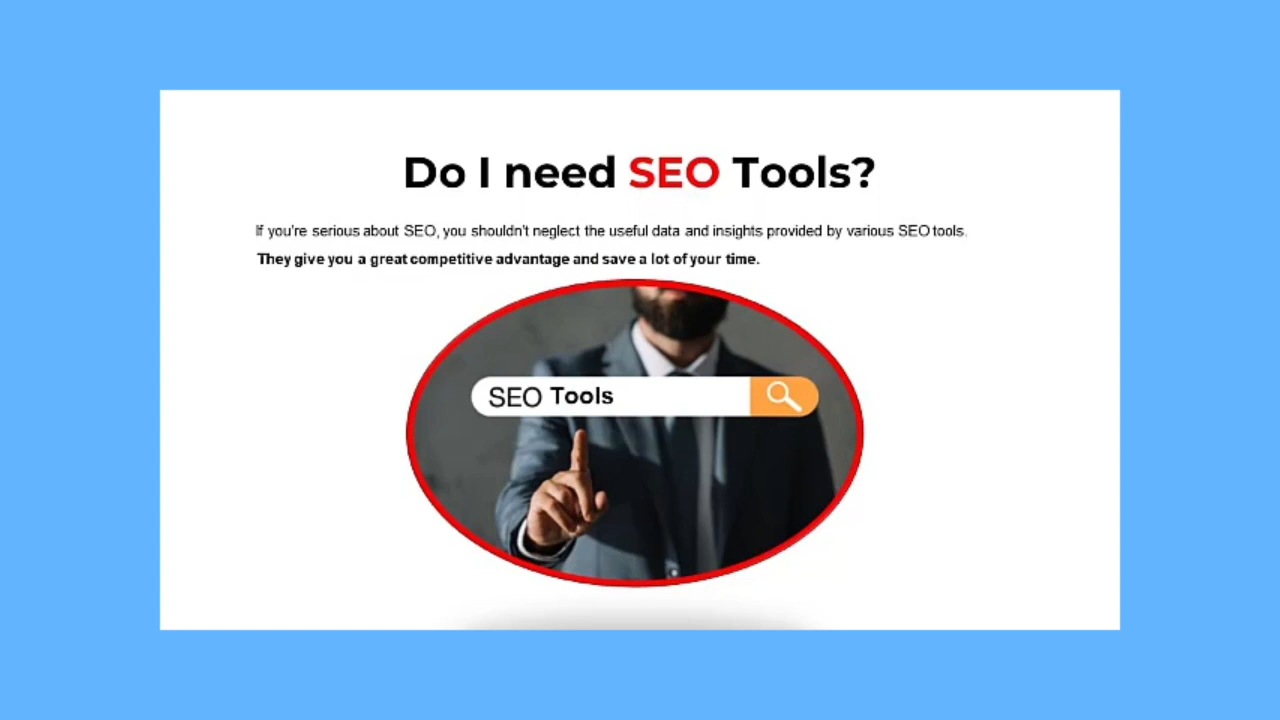 Do I need SEO Tools?
If you're serious about SEO, you shouldn't neglect the useful data and insights provided by various SEO tools.
They give you a great competitive advantage and save a lot of your time.
SEO Tools